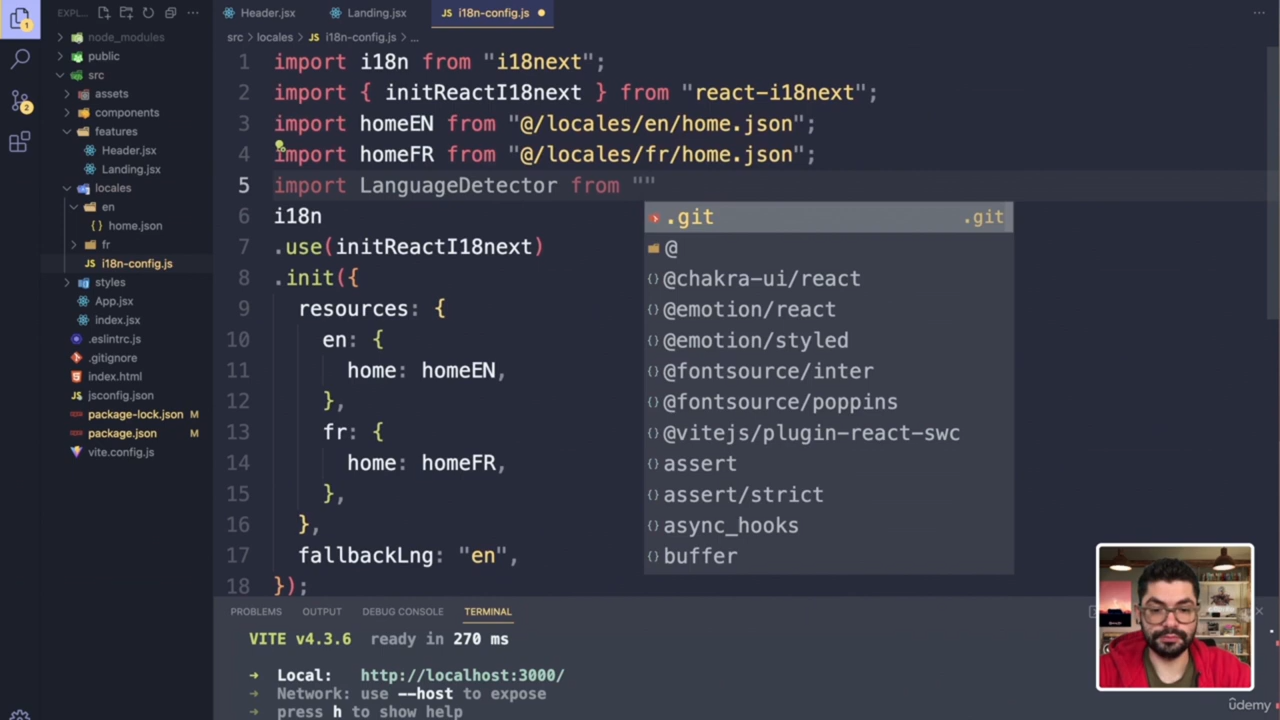 EXPL...
Header.jsx
Landing.jsx
i18n-config.js
1
node_modules
public
src
assets
components
features
Header.jsx
Landing.jsx
locales
en
home.json
fr
i18n-config.js
styles
App.jsx
index.jsx
.eslintrc.js
.gitignore
index.html
jsconfig.json
package-lock.json M
package.json M
vite.config.js
2
src > locales > JS i18n-config.js > ...
1 import i18n from "i18next";
2 import { initReactI18next } from "react-i18next";
3 import homeEN from "@/locales/en/home.json";
4 import homeFR from "@/locales/fr/home.json";
5 import LanguageDetector from ""
6 i18n
7 .use(initReactI18next)
8 .init({
9 resources: {
10 en: {
11 home: homeEN,
12 },
13 fr: {
14 home: homeFR,
15 },
16 },
17 fallbackLng: "en",
18 });
.git .git
@
@chakra-ui/react
@emotion/react
@emotion/styled
@fontsource/inter
@fontsource/poppins
@vitejs/plugin-react-swc
assert
assert/strict
async_hooks
buffer
PROBLEMS OUTPUT DEBUG CONSOLE TERMINAL
VITE v4.3.6 ready in 270 ms
➜ Local: http://localhost:3000/
➜ Network: use --host to expose
➜ press h to show help
ûdemy